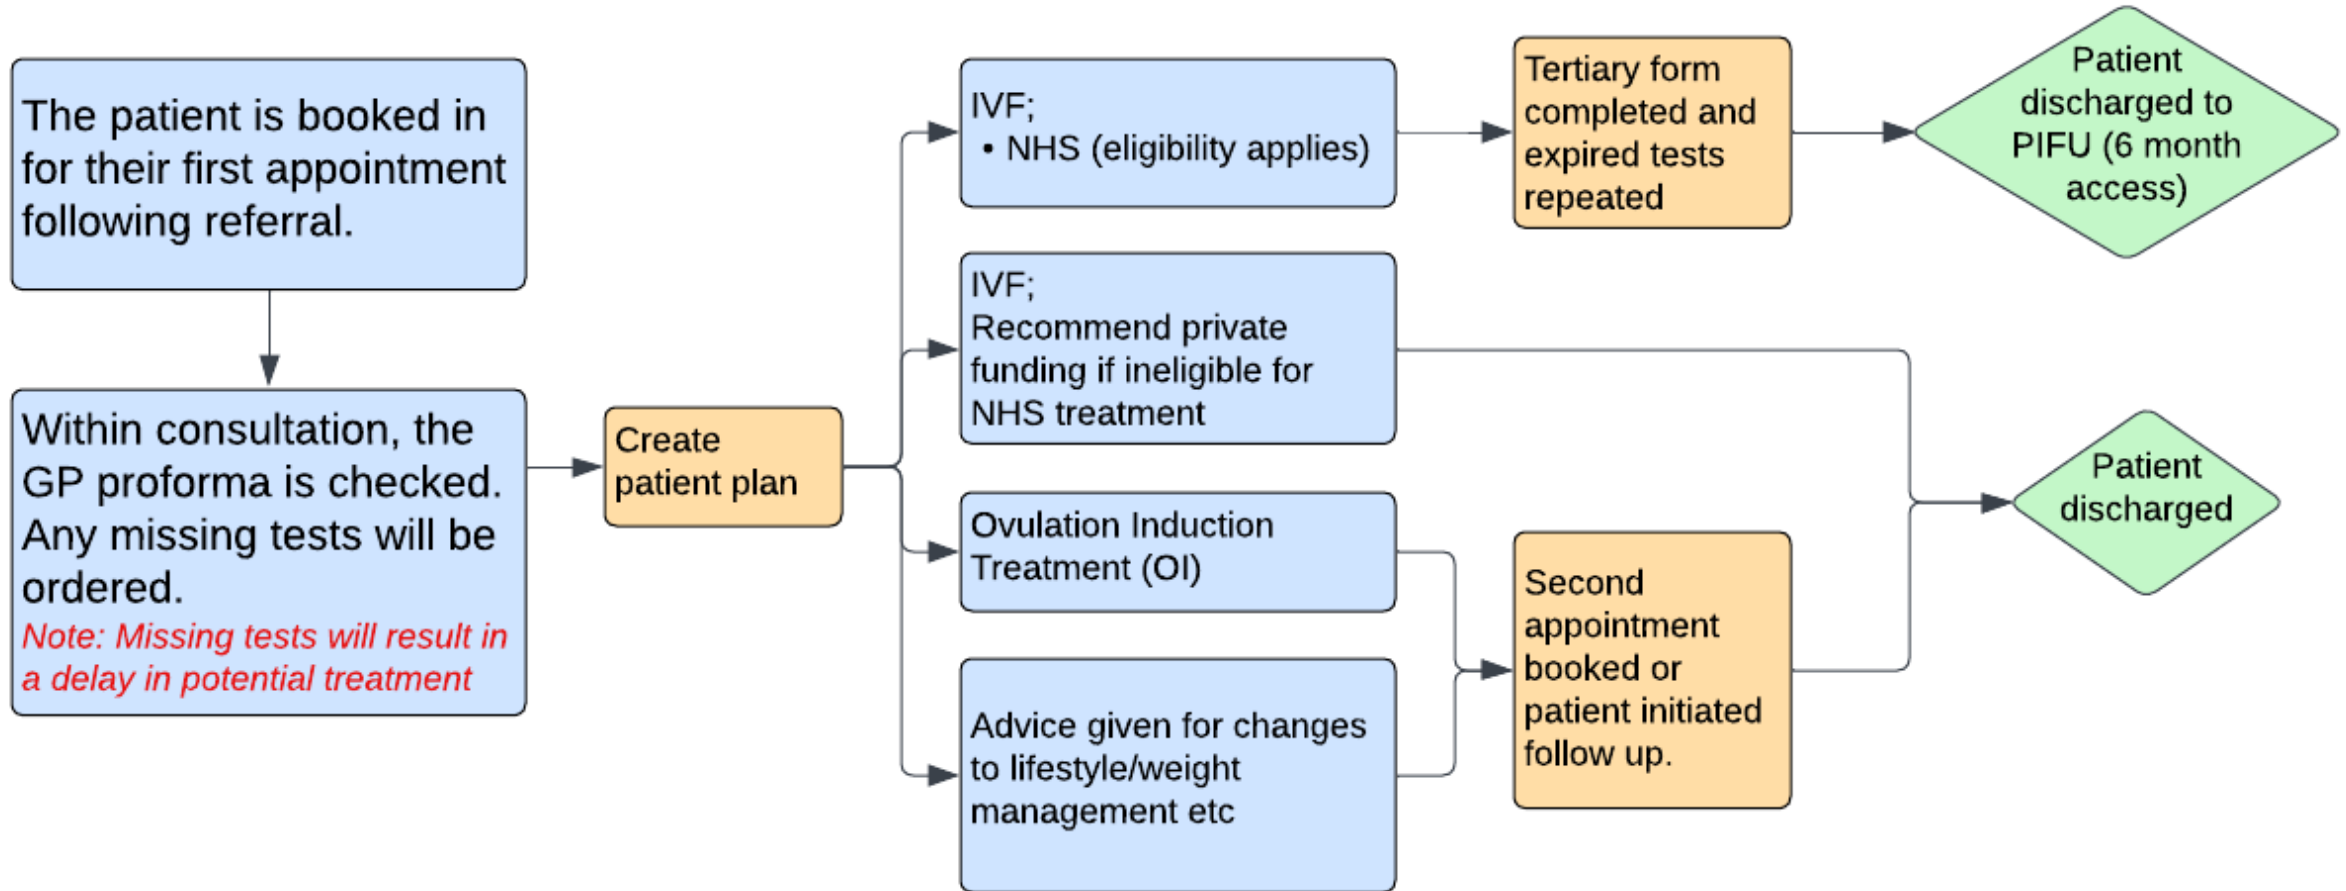 The patient is booked in
for their first appointment
following referral.
Within consultation, the
GP proforma is checked.
Any missing tests will be
ordered.
Note: Missing tests will result in
a delay in potential treatment
Create
patient plan
IVF;
• NHS (eligibility applies)
IVF;
Recommend private
funding if ineligible for
NHS treatment
Ovulation Induction
Treatment (OI)
Advice given for changes
to lifestyle/weight
management etc
Tertiary form
completed and
expired tests
repeated
Second
appointment
booked or
patient initiated
follow up.
Patient
discharged to
PIFU (6 month
access)
Patient
discharged